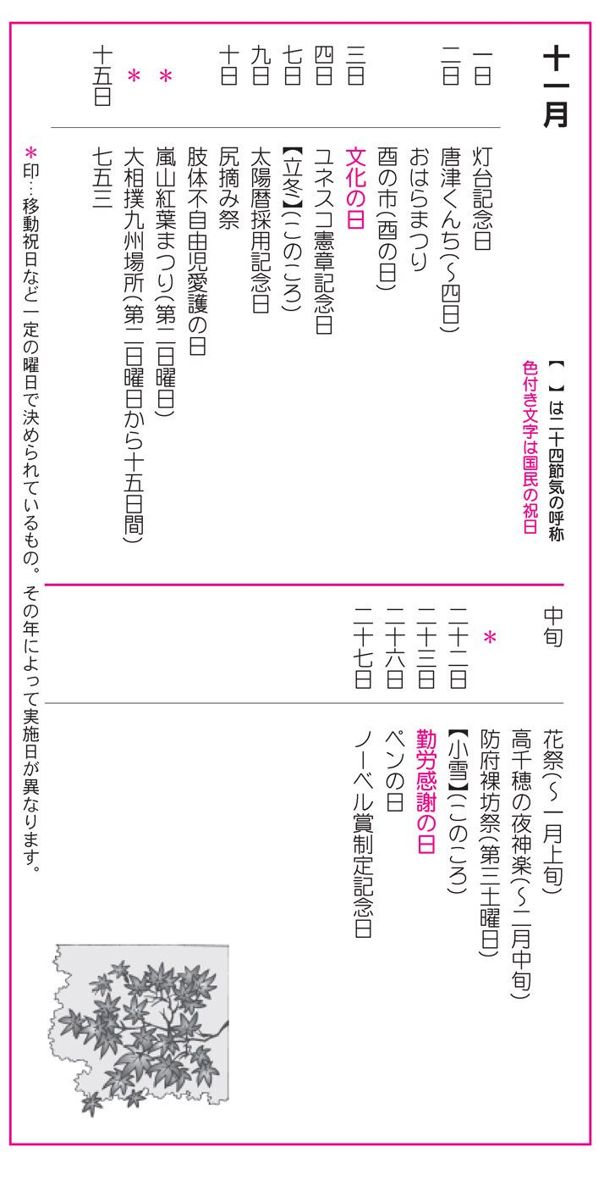 十一月
【　】は二十四節気の呼称
色付き文字は国民の祝日
一日　灯台記念日
二日　唐津くんち(〜四日)
おはらまつり
酉の市(酉の日)
三日　文化の日
四日　ユネスコ憲章記念日
七日　【立冬】(このころ)
九日　太陽暦採用記念日
十日　尻摘み祭
肢体不自由児愛護の日
＊　嵐山紅葉まつり(第二日曜日)
＊　大相撲九州場所(第二日曜日から十五日間)
十五日　七五三
中旬　花祭(〜一月上旬)
高千穂の夜神楽(〜二月中旬)
＊　防府裸坊祭(第三土曜日)
二十二日　【小雪】(このころ)
二十三日　勤労感謝の日
二十六日　ペンの日
二十七日　ノーベル賞制定記念日
＊印…移動祝日など一定の曜日で決められているもの。その年によって実施日が異なります。